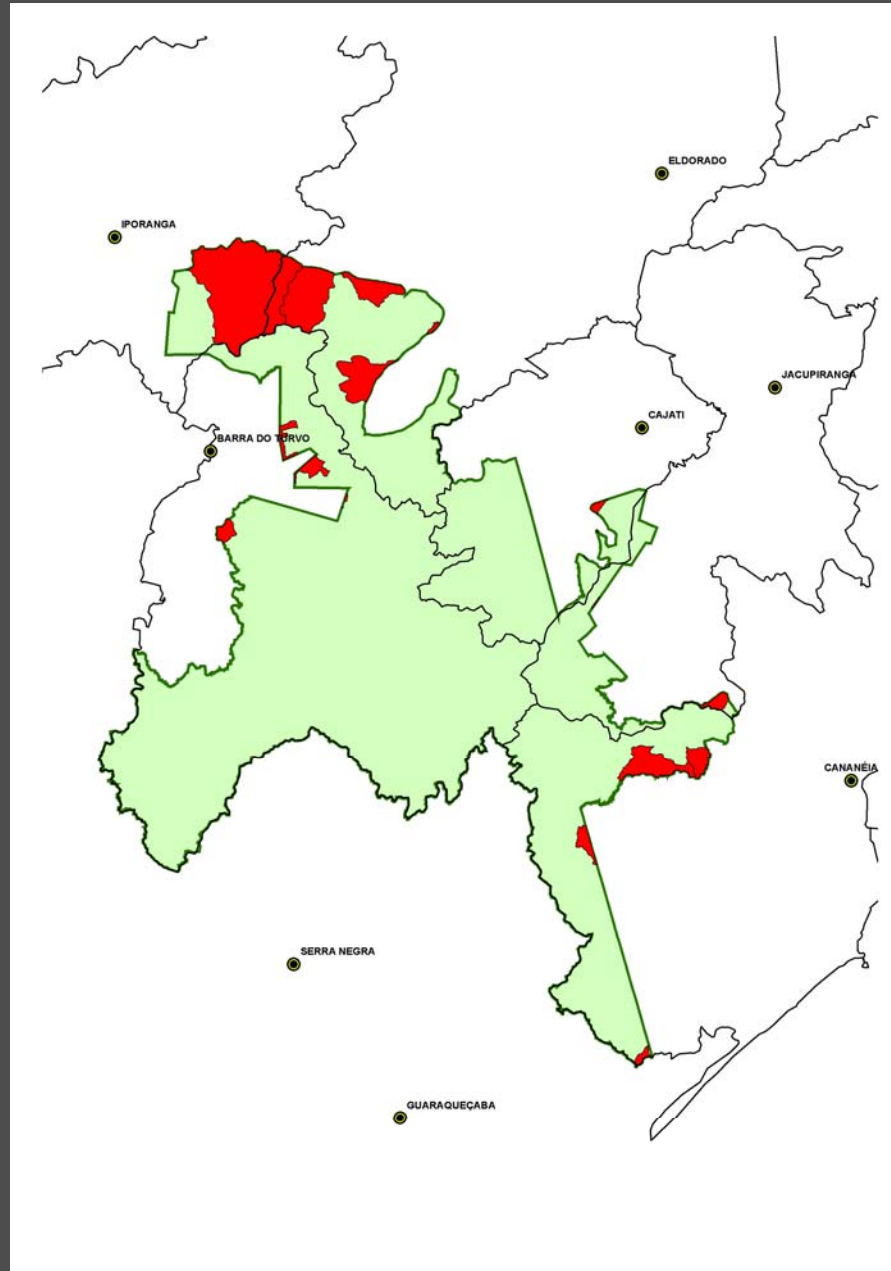 ELDORADO
IPORANGA
JACUPIRANGA
CAJATI
BARRA DO TURVO
CANANÉIA
SERRA NEGRA
GUARAQUEÇABA